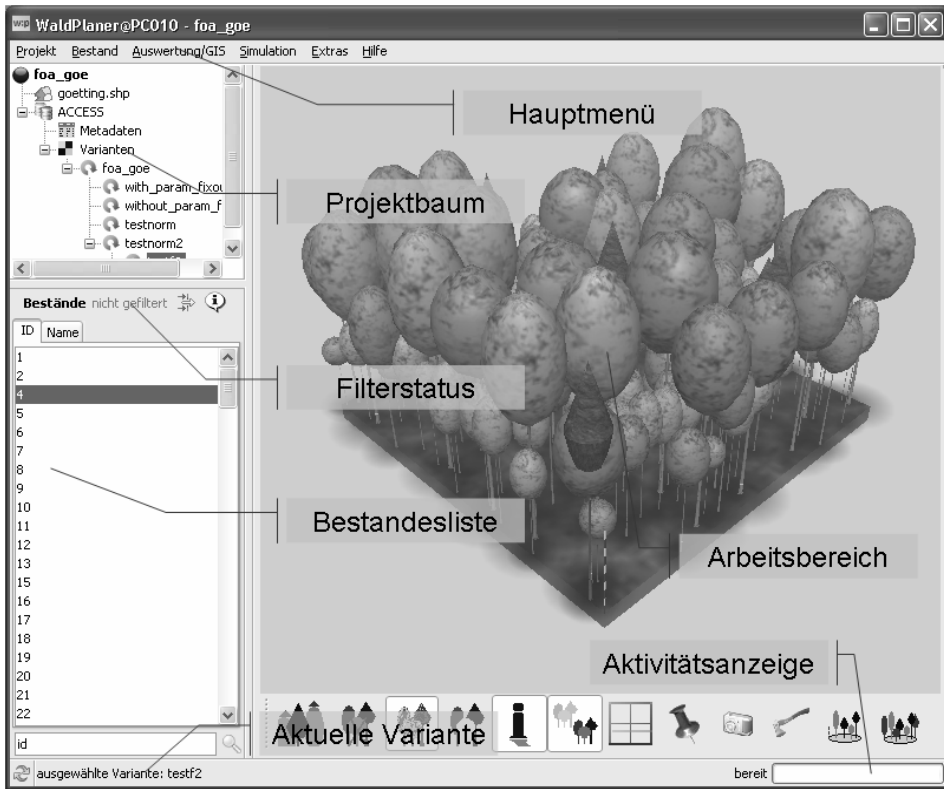 WaldPlaner@PC010 - foa_goe
Projekt Bestand Auswertung/GIS Simulation Extras Hilfe
foa_goe
goetting.shp
ACCESS
Metadaten
Varianten
foa_goe
with_param_fixou
without_param_f
testnorm
testnorm2
Hauptmenü
Projektbaum
Bestände nicht gefiltert
ID Name
1
2
4
5
6
7
8
9
10
11
12
13
15
16
17
18
19
20
21
22
Filterstatus
Bestandesliste
Arbeitsbereich
Aktivitätsanzeige
Aktuelle Variante
id
ausgewählte Variante: testf2
bereit